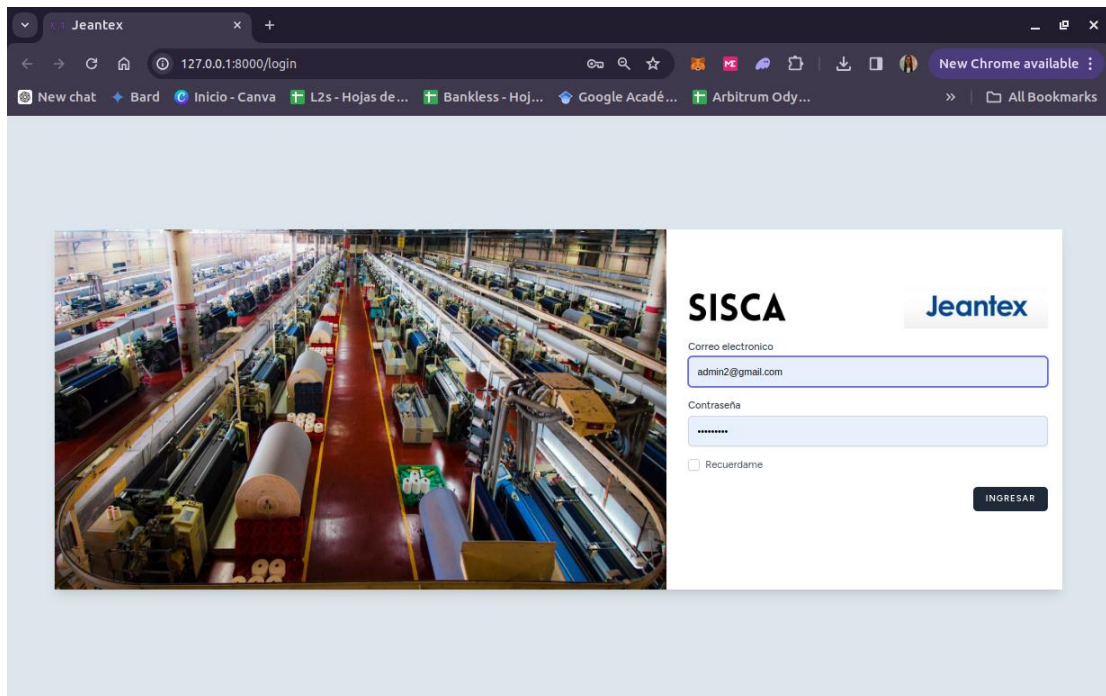 Jeantex
127.0.0.1:8000/login
New Chrome available
New chat
Bard
Inicio - Canva
L2s - Hojas de...
Bankless - Hoj...
Google Acadé...
Arbitrum Ody...
»
All Bookmarks
SISCA
Jeantex
Correo electronico
admin2@gmail.com
Contraseña
•••••••••
Recuerdame
INGRESAR